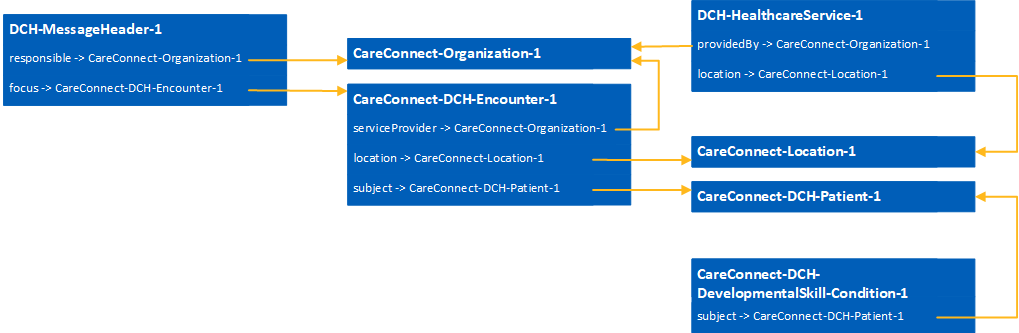 DCH-MessageHeader-1
responsible -> CareConnect-Organization-1
focus -> CareConnect-DCH-Encounter-1
CareConnect-Organization-1
CareConnect-DCH-Encounter-1
serviceProvider -> CareConnect-Organization-1
location -> CareConnect-Location-1
subject -> CareConnect-DCH-Patient-1
DCH-HealthcareService-1
providedBy -> CareConnect-Organization-1
location -> CareConnect-Location-1
CareConnect-Location-1
CareConnect-DCH-Patient-1
CareConnect-DCH-
DevelopmentalSkill-Condition-1
subject -> CareConnect-DCH-Patient-1